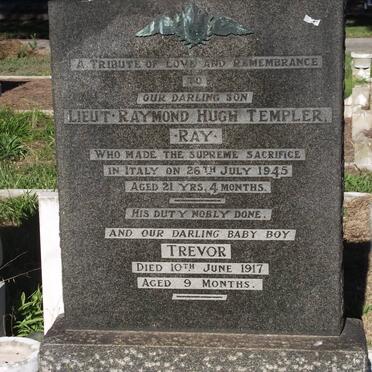 A TRIBUTE OF LOVE AND REMEMBRANCE
TO
OUR DARLING SON
LIEUT. RAYMOND HUGH TEMPLER.
·RAY·
WHO MADE THE SUPREME SACRIFICE
IN ITALY ON 26TH JULY 1945
AGED 21 YRS. 4 MONTHS.
HIS DUTY NOBLY DONE.
AND OUR DARLING BABY BOY
TREVOR
DIED 10TH JUNE 1917
AGED 9 MONTHS.